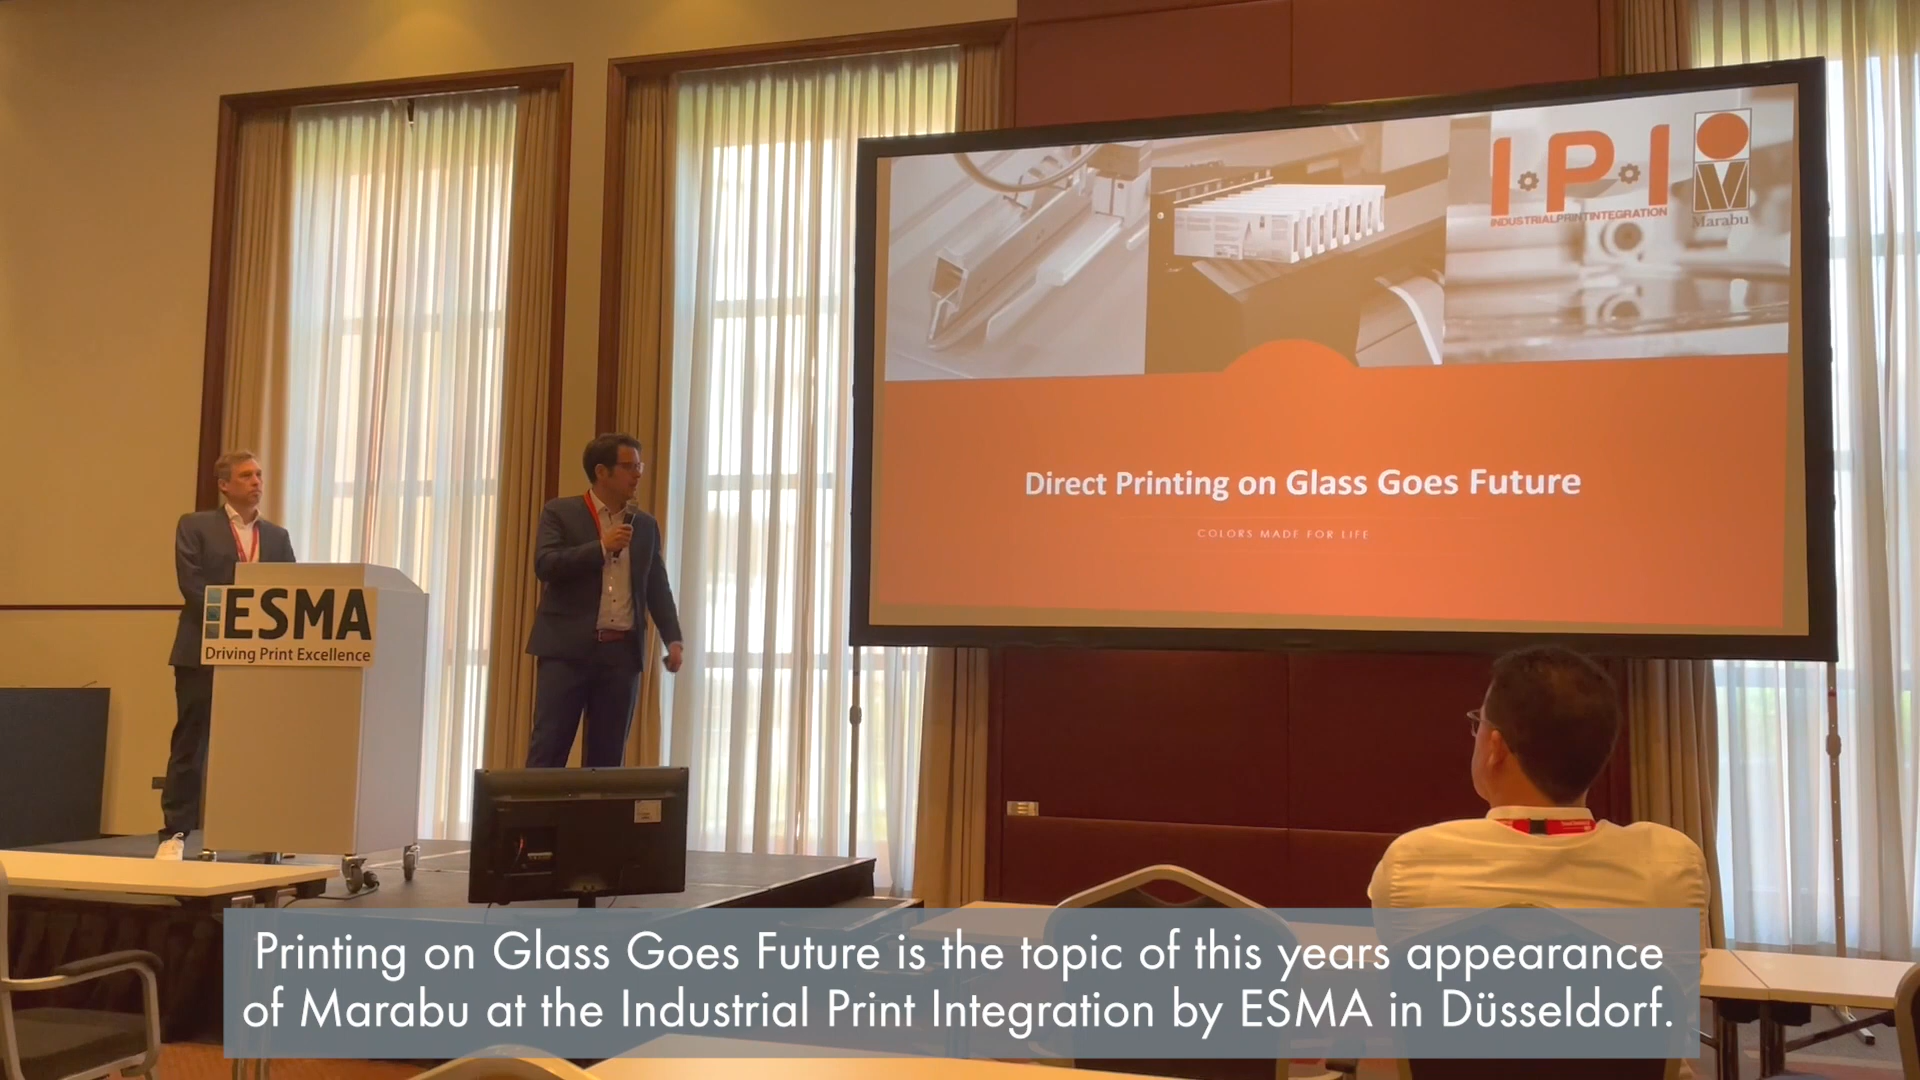 I·P·I
INDUSTRIALPRINTINTEGRATION
Marabu
Direct Printing on Glass Goes Future
COLORS MADE FOR LIFE
ESMA
Driving Print Excellence
Printing on Glass Goes Future is the topic of this years appearance
of Marabu at the Industrial Print Integration by ESMA in Düsseldorf.